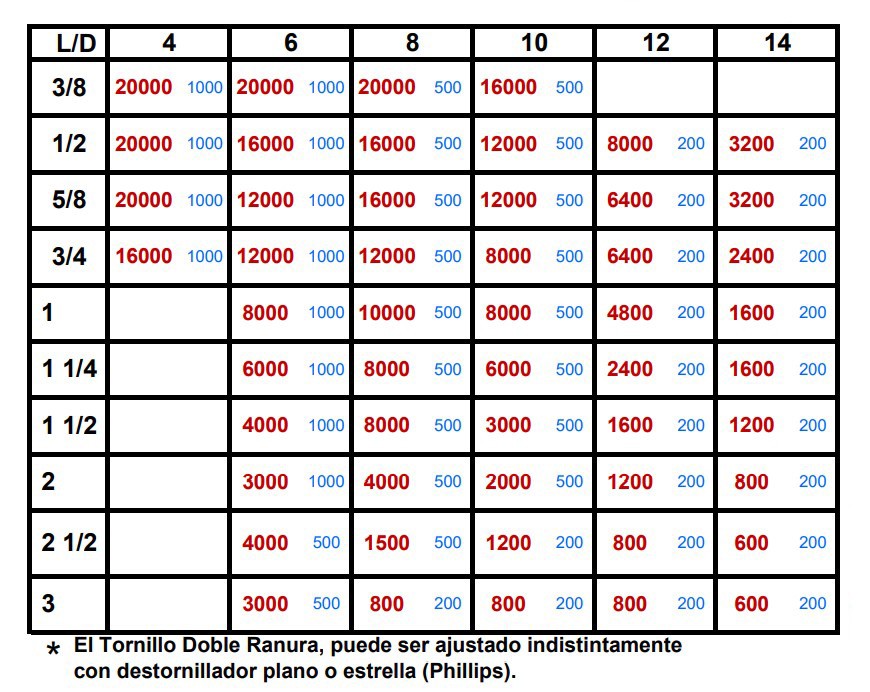 L/D 4 6 8 10 12 14
3/8 20000 1000 20000 1000 20000 500 16000 500
1/2 20000 1000 16000 1000 16000 500 12000 500 8000 200 3200 200
5/8 20000 1000 12000 1000 16000 500 12000 500 6400 200 3200 200
3/4 16000 1000 12000 1000 12000 500 8000 500 6400 200 2400 200
1 8000 1000 10000 500 8000 500 4800 200 1600 200
1 1/4 6000 1000 8000 500 6000 500 2400 200 1600 200
1 1/2 4000 1000 8000 500 3000 500 1600 200 1200 200
2 3000 1000 4000 500 2000 500 1200 200 800 200
2 1/2 4000 500 1500 500 1200 200 800 200 600 200
3 3000 500 800 200 800 200 800 200 600 200
* El Tornillo Doble Ranura, puede ser ajustado indistintamente
con destornillador plano o estrella (Phillips).